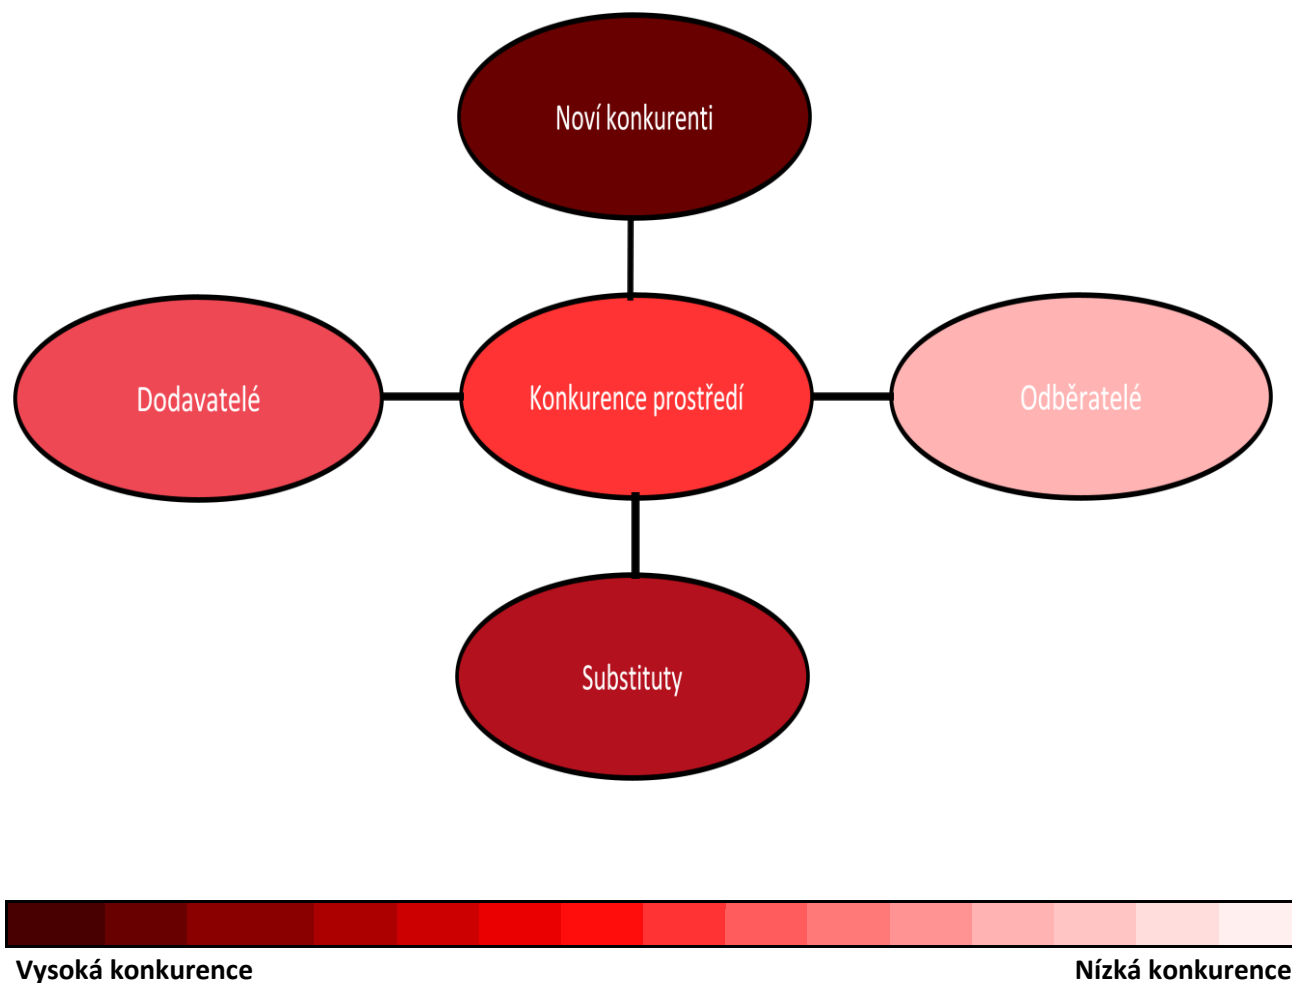 Noví konkurenti
Dodavatelé
Konkurence prostředí
Odběratelé
Substituty
Vysoká konkurence
Nízká konkurence